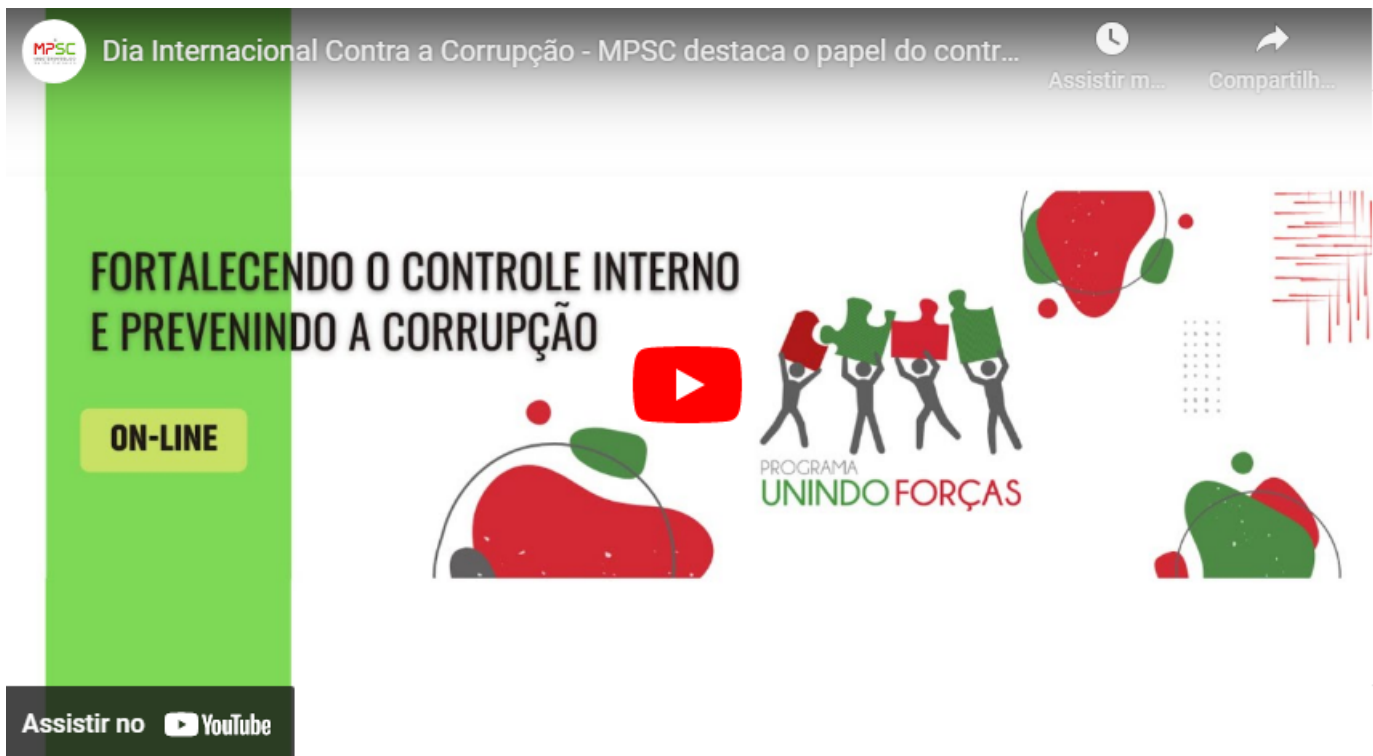 MPSC
Dia Internacional Contra a Corrupção - MPSC destaca o papel do contr...
Assistir m...
Compartilh...
FORTALECENDO O CONTROLE INTERNO
E PREVENINDO A CORRUPÇÃO
ON-LINE
PROGRAMA
UNINDO FORÇAS
Assistir no YouTube